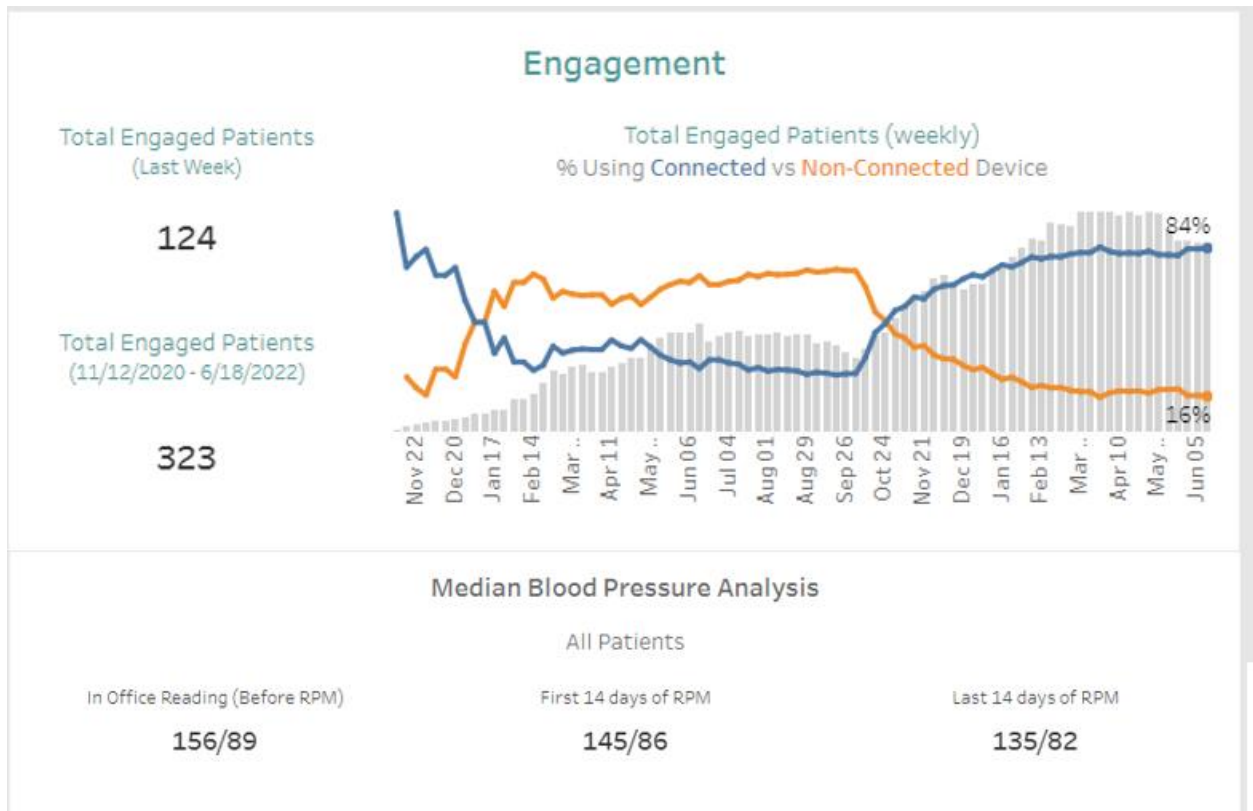 Engagement
Total Engaged Patients
(Last Week)
124
Total Engaged Patients
(11/12/2020 - 6/18/2022)
323
Total Engaged Patients (weekly)
% Using Connected vs Non-Connected Device
84%
16%
Nov 22
Dec 20
Jan 17
Feb 14
Mar ..
Apr 11
May ..
Jun 06
Jul 04
Aug 01
Aug 29
Sep 26
Oct 24
Nov 21
Dec 19
Jan 16
Feb 13
Mar ..
Apr 10
May ..
Jun 05
Median Blood Pressure Analysis
All Patients
In Office Reading (Before RPM)
156/89
First 14 days of RPM
145/86
Last 14 days of RPM
135/82